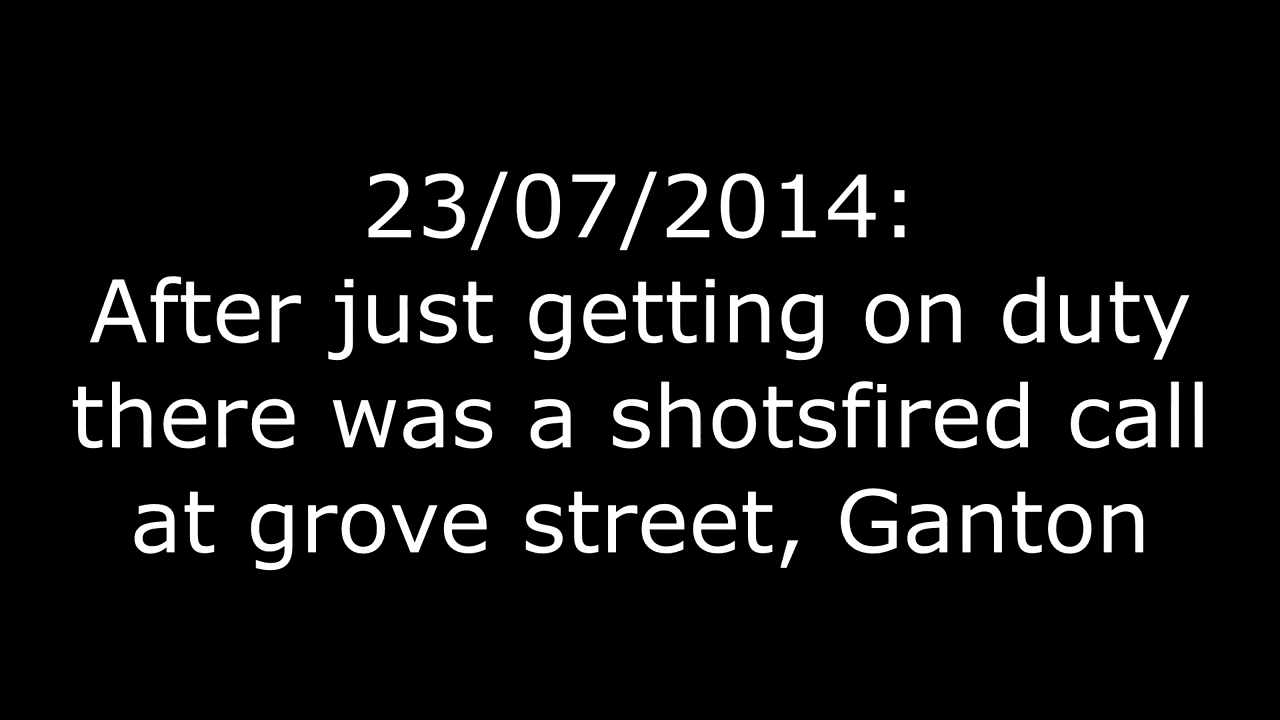 23/07/2014:
After just getting on duty
there was a shotsfired call
at grove street, Ganton